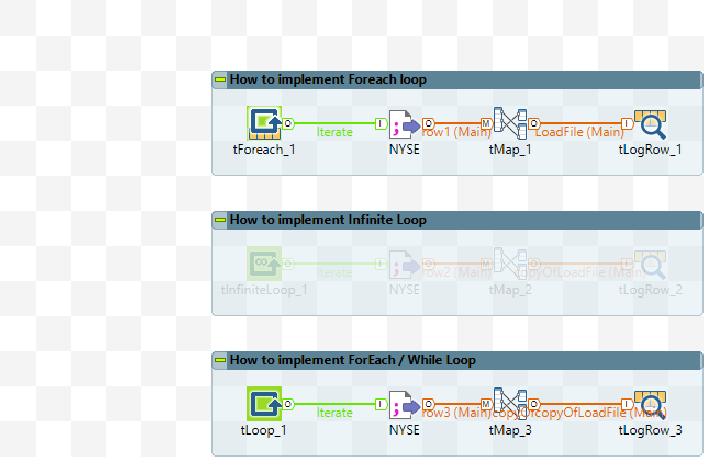 How to implement Foreach loop
Iterate
row1 (Main)
LoadFile (Main)
tForeach_1
NYSE
tMap_1
tLogRow_1
How to implement Infinite Loop
Iterate
row2 (Main)
copyOfLoadFile (Main)
tInfiniteLoop_1
NYSE
tMap_2
tLogRow_2
How to implement ForEach / While Loop
Iterate
row3 (Main)
copyOfcopyOfLoadFile (Main)
tLoop_1
NYSE
tMap_3
tLogRow_3